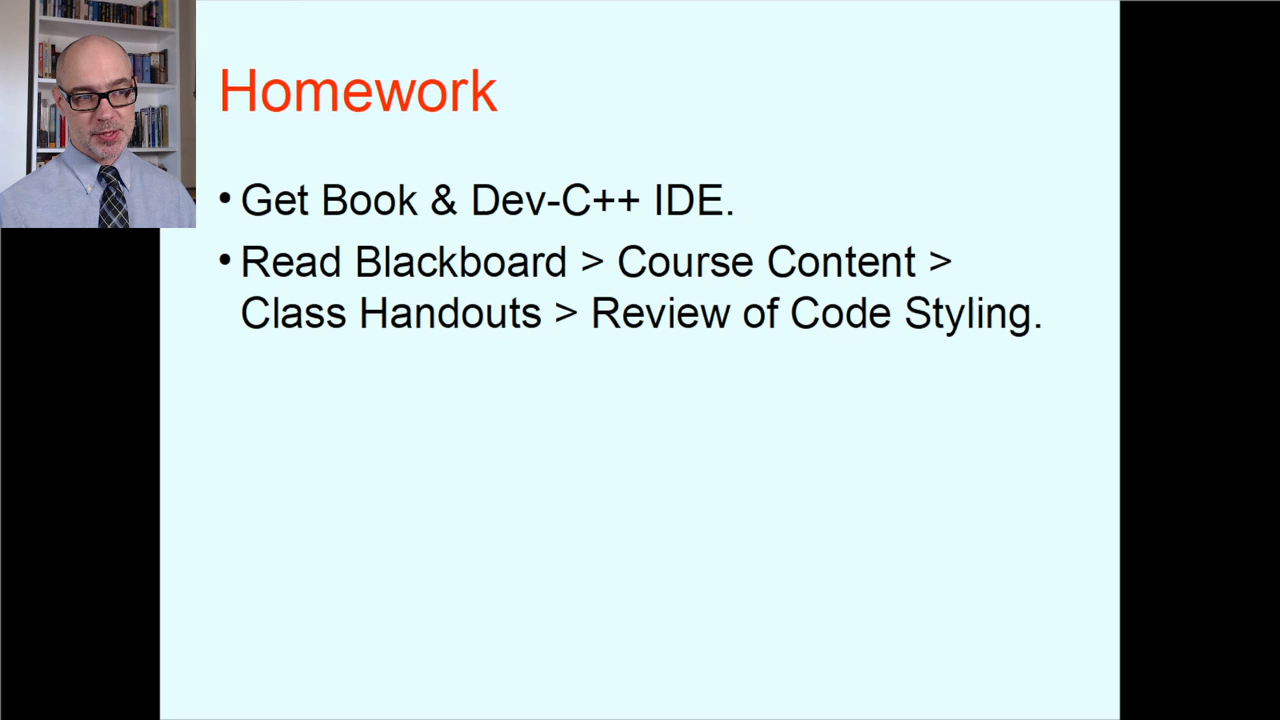 Homework
• Get Book & Dev-C++ IDE.
• Read Blackboard > Course Content >
Class Handouts > Review of Code Styling.